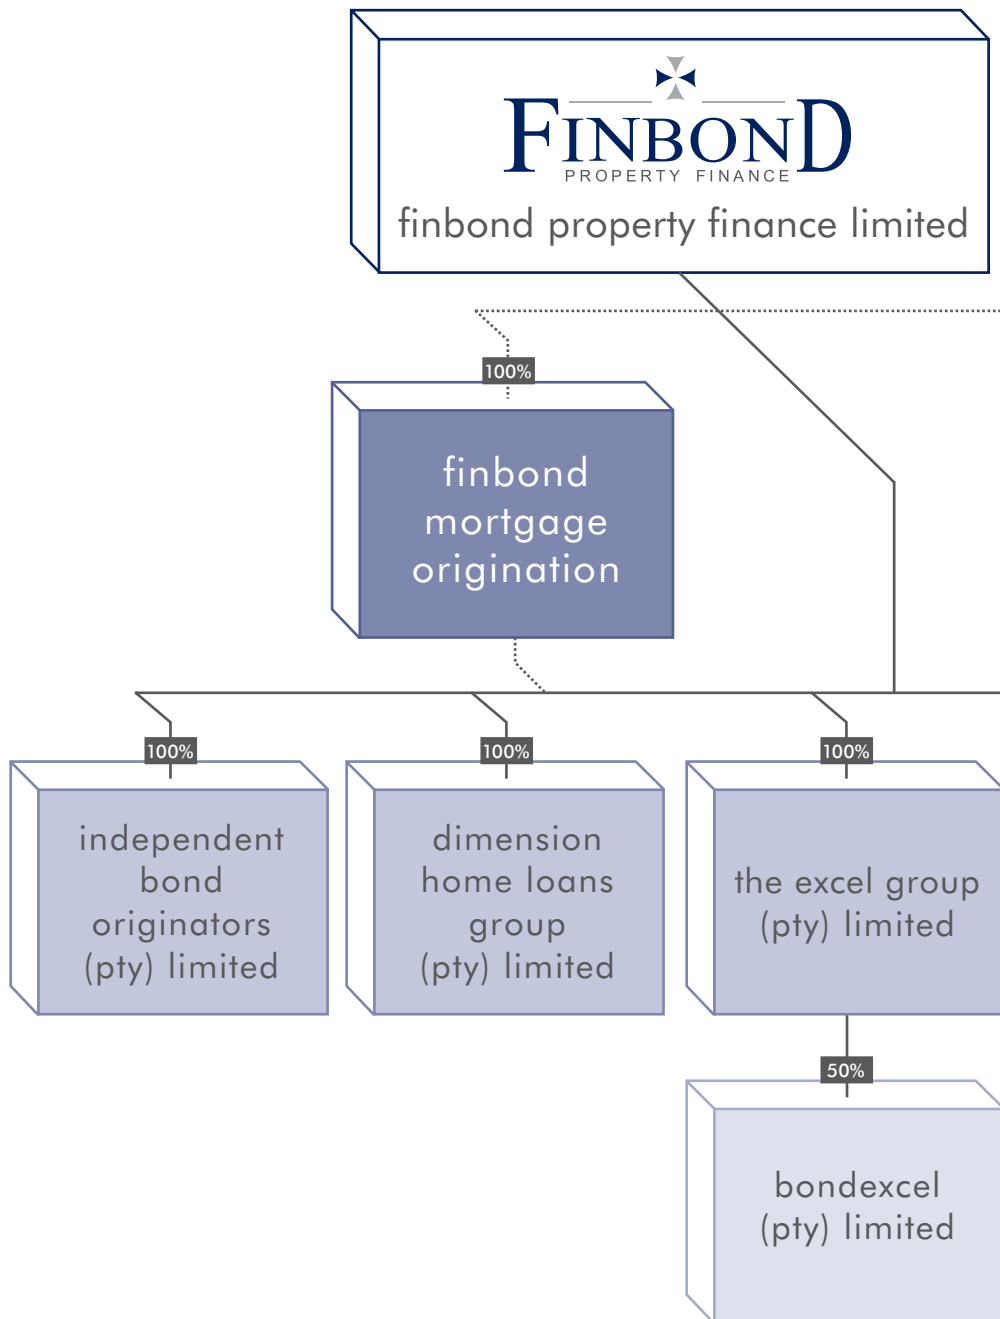 FINBOND
PROPERTY FINANCE
finbond property finance limited
100%
finbond
mortgage
origination
100%
100%
100%
independent
bond
originators
(pty) limited
dimension
home loans
group
(pty) limited
the excel group
(pty) limited
50%
bondexcel
(pty) limited